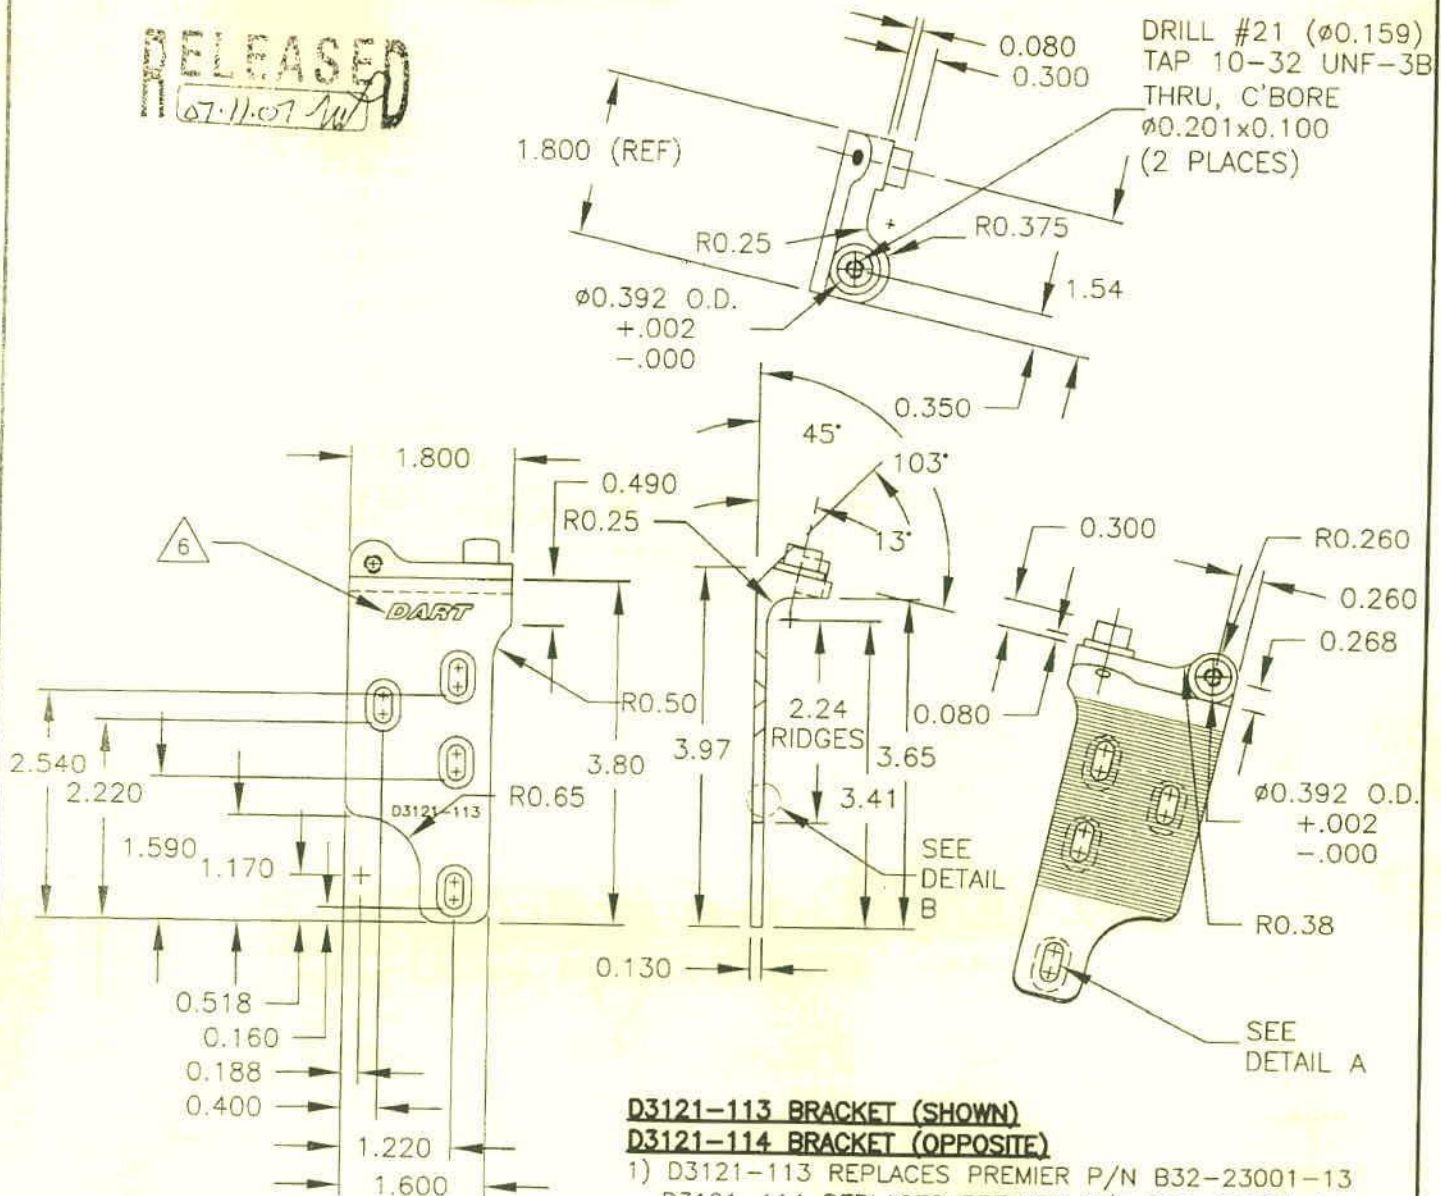 RELEASED
07.11.07
0.080
0.300
DRILL #21 (ø0.159)
TAP 10-32 UNF-3B
THRU, C'BORE
ø0.201x0.100
(2 PLACES)
1.800 (REF)
R0.25
R0.375
1.54
ø0.392 O.D.
+.002
-.000
0.350
45°
103°
13°
1.800
0.490
R0.25
6
DART
R0.50
2.540
2.220
1.590
1.170
D3121-113
R0.65
3.80
3.97
2.24
RIDGES
3.65
3.41
SEE
DETAIL
B
0.130
0.518
0.160
0.188
0.400
1.220
1.600
0.300
R0.260
0.260
0.268
0.080
ø0.392 O.D.
+.002
-.000
R0.38
SEE
DETAIL A
D3121-113 BRACKET (SHOWN)
D3121-114 BRACKET (OPPOSITE)
1) D3121-113 REPLACES PREMIER P/N B32-23001-13